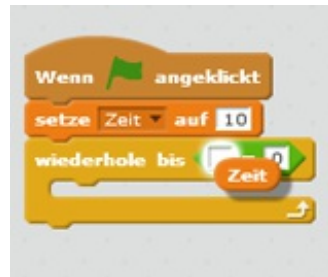 Wenn angeklickt
setze Zeit auf 10
wiederhole bis 0
Zeit